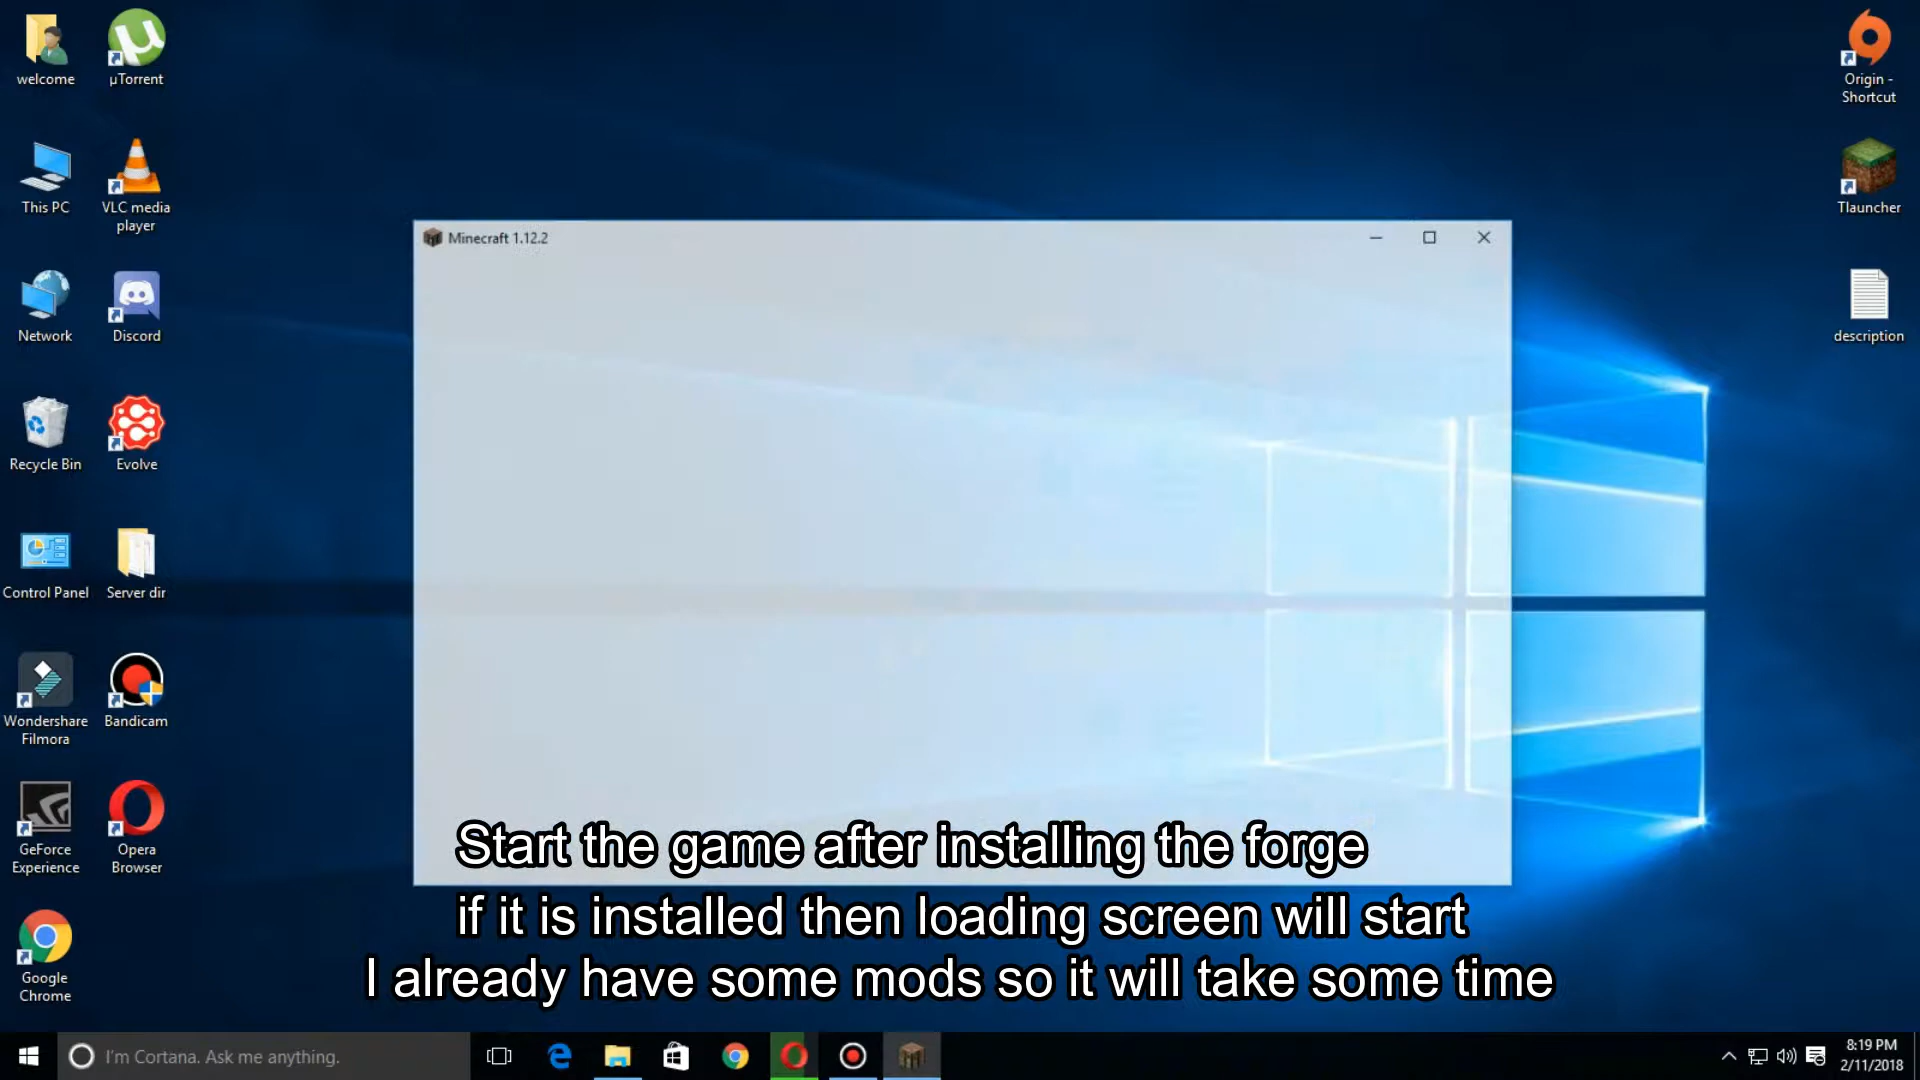 welcome
µTorrent
Origin -
Shortcut
This PC
VLC media
player
Tlauncher
Minecraft 1.12.2
Network
Discord
description
Recycle Bin
Evolve
Control Panel
Server dir
Wondershare
Filmora
Bandicam
GeForce
Experience
Opera
Browser
Google
Chrome
Start the game after installing the forge
if it is installed then loading screen will start
I already have some mods so it will take some time
I'm Cortana. Ask me anything.
8:19 PM
2/11/2018